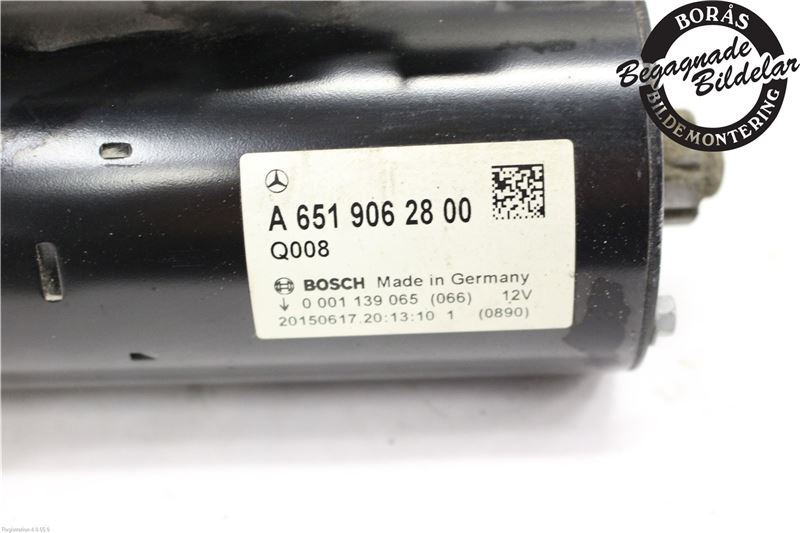 BORÅS
Begagnade
Bildelar
BILDEMONTERING
A 651 906 28 00
Q008
BOSCH Made in Germany
↓ 0 001 139 065 (066) 12V
20150617.20:13:10 1 (0890)